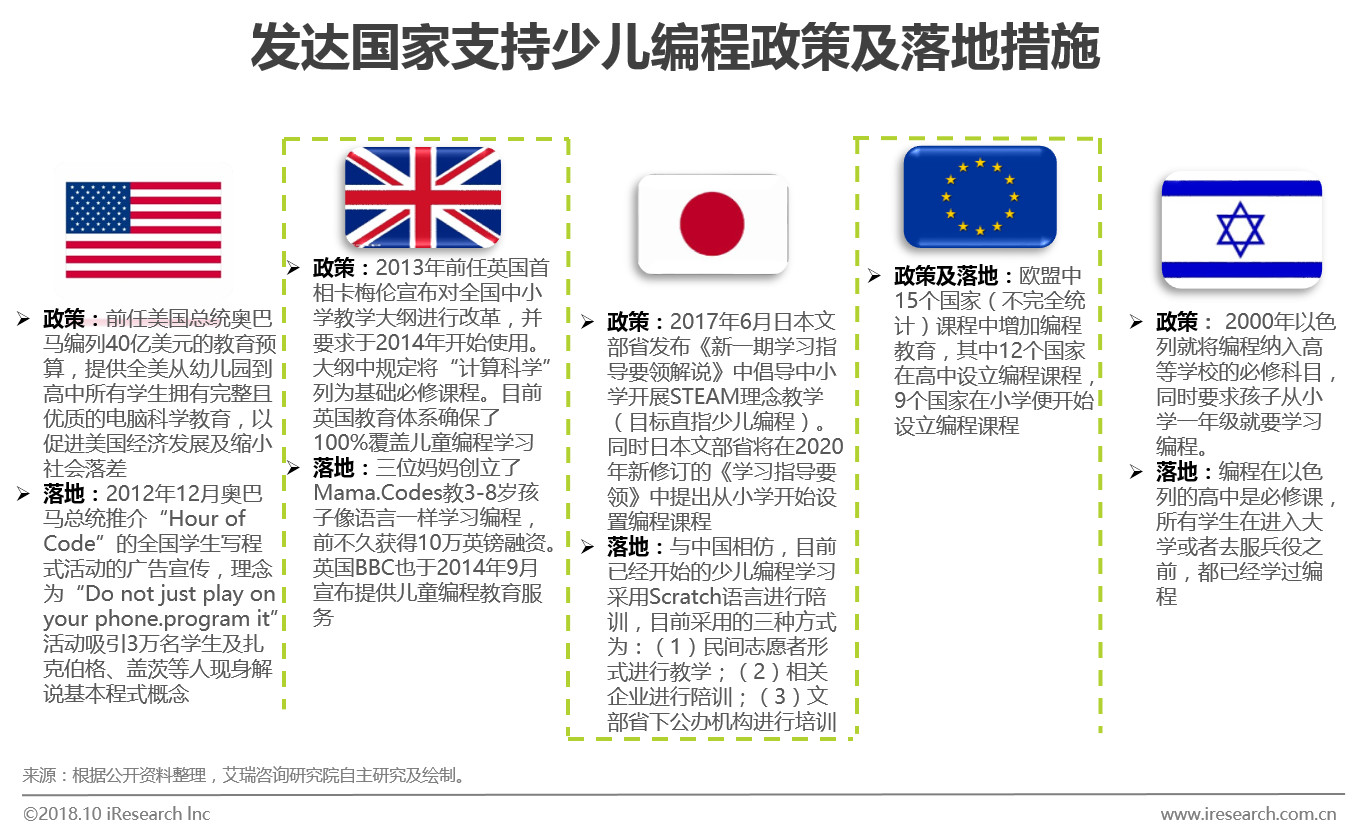 发达国家支持少儿编程政策及落地措施
➢ 政策：前任美国总统奥巴
马编列40亿美元的教育预
算，提供全美从幼儿园到
高中所有学生拥有完整且
优质的电脑科学教育，以
促进美国经济发展及缩小
社会落差
➢ 落地：2012年12月奥巴
马总统推介“Hour of
Code”的全国学生写程
式活动的广告宣传，理念
为“Do not just play on
your phone.program it”
活动吸引3万名学生及扎
克伯格、盖茨等人现身解
说基本程式概念
➢ 政策：2013年前任英国首
相卡梅伦宣布对全国中小
学教学大纲进行改革，并
要求于2014年开始使用。
大纲中规定将“计算科学”
列为基础必修课程。目前
英国教育体系确保了
100%覆盖儿童编程学习
➢ 落地：三位妈妈创立了
Mama.Codes教3-8岁孩
子像语言一样学习编程，
前不久获得10万英镑融资。
英国BBC也于2014年9月
宣布提供儿童编程教育服
务
➢ 政策：2017年6月日本文
部省发布《新一期学习指
导要领解说》中倡导中小
学开展STEAM理念教学
（目标直指少儿编程）。
同时日本文部省将在2020
年新修订的《学习指导要
领》中提出从小学开始设
置编程课程
➢ 落地：与中国相仿，目前
已经开始的少儿编程学习
采用Scratch语言进行陪
训，目前采用的三种方式
为：（1）民间志愿者形
式进行教学；（2）相关
企业进行陪训；（3）文
部省下公办机构进行培训
➢ 政策及落地：欧盟中
15个国家（不完全统
计）课程中增加编程
教育，其中12个国家
在高中设立编程课程，
9个国家在小学便开始
设立编程课程
➢ 政策： 2000年以色
列就将编程纳入高
等学校的必修科目，
同时要求孩子从小
学一年级就要学习
编程。
➢ 落地：编程在以色
列的高中是必修课，
所有学生在进入大
学或者去服兵役之
前，都已经学过编
程
来源：根据公开资料整理，艾瑞咨询研究院自主研究及绘制。
©2018.10 iResearch Inc
www.iresearch.com.cn